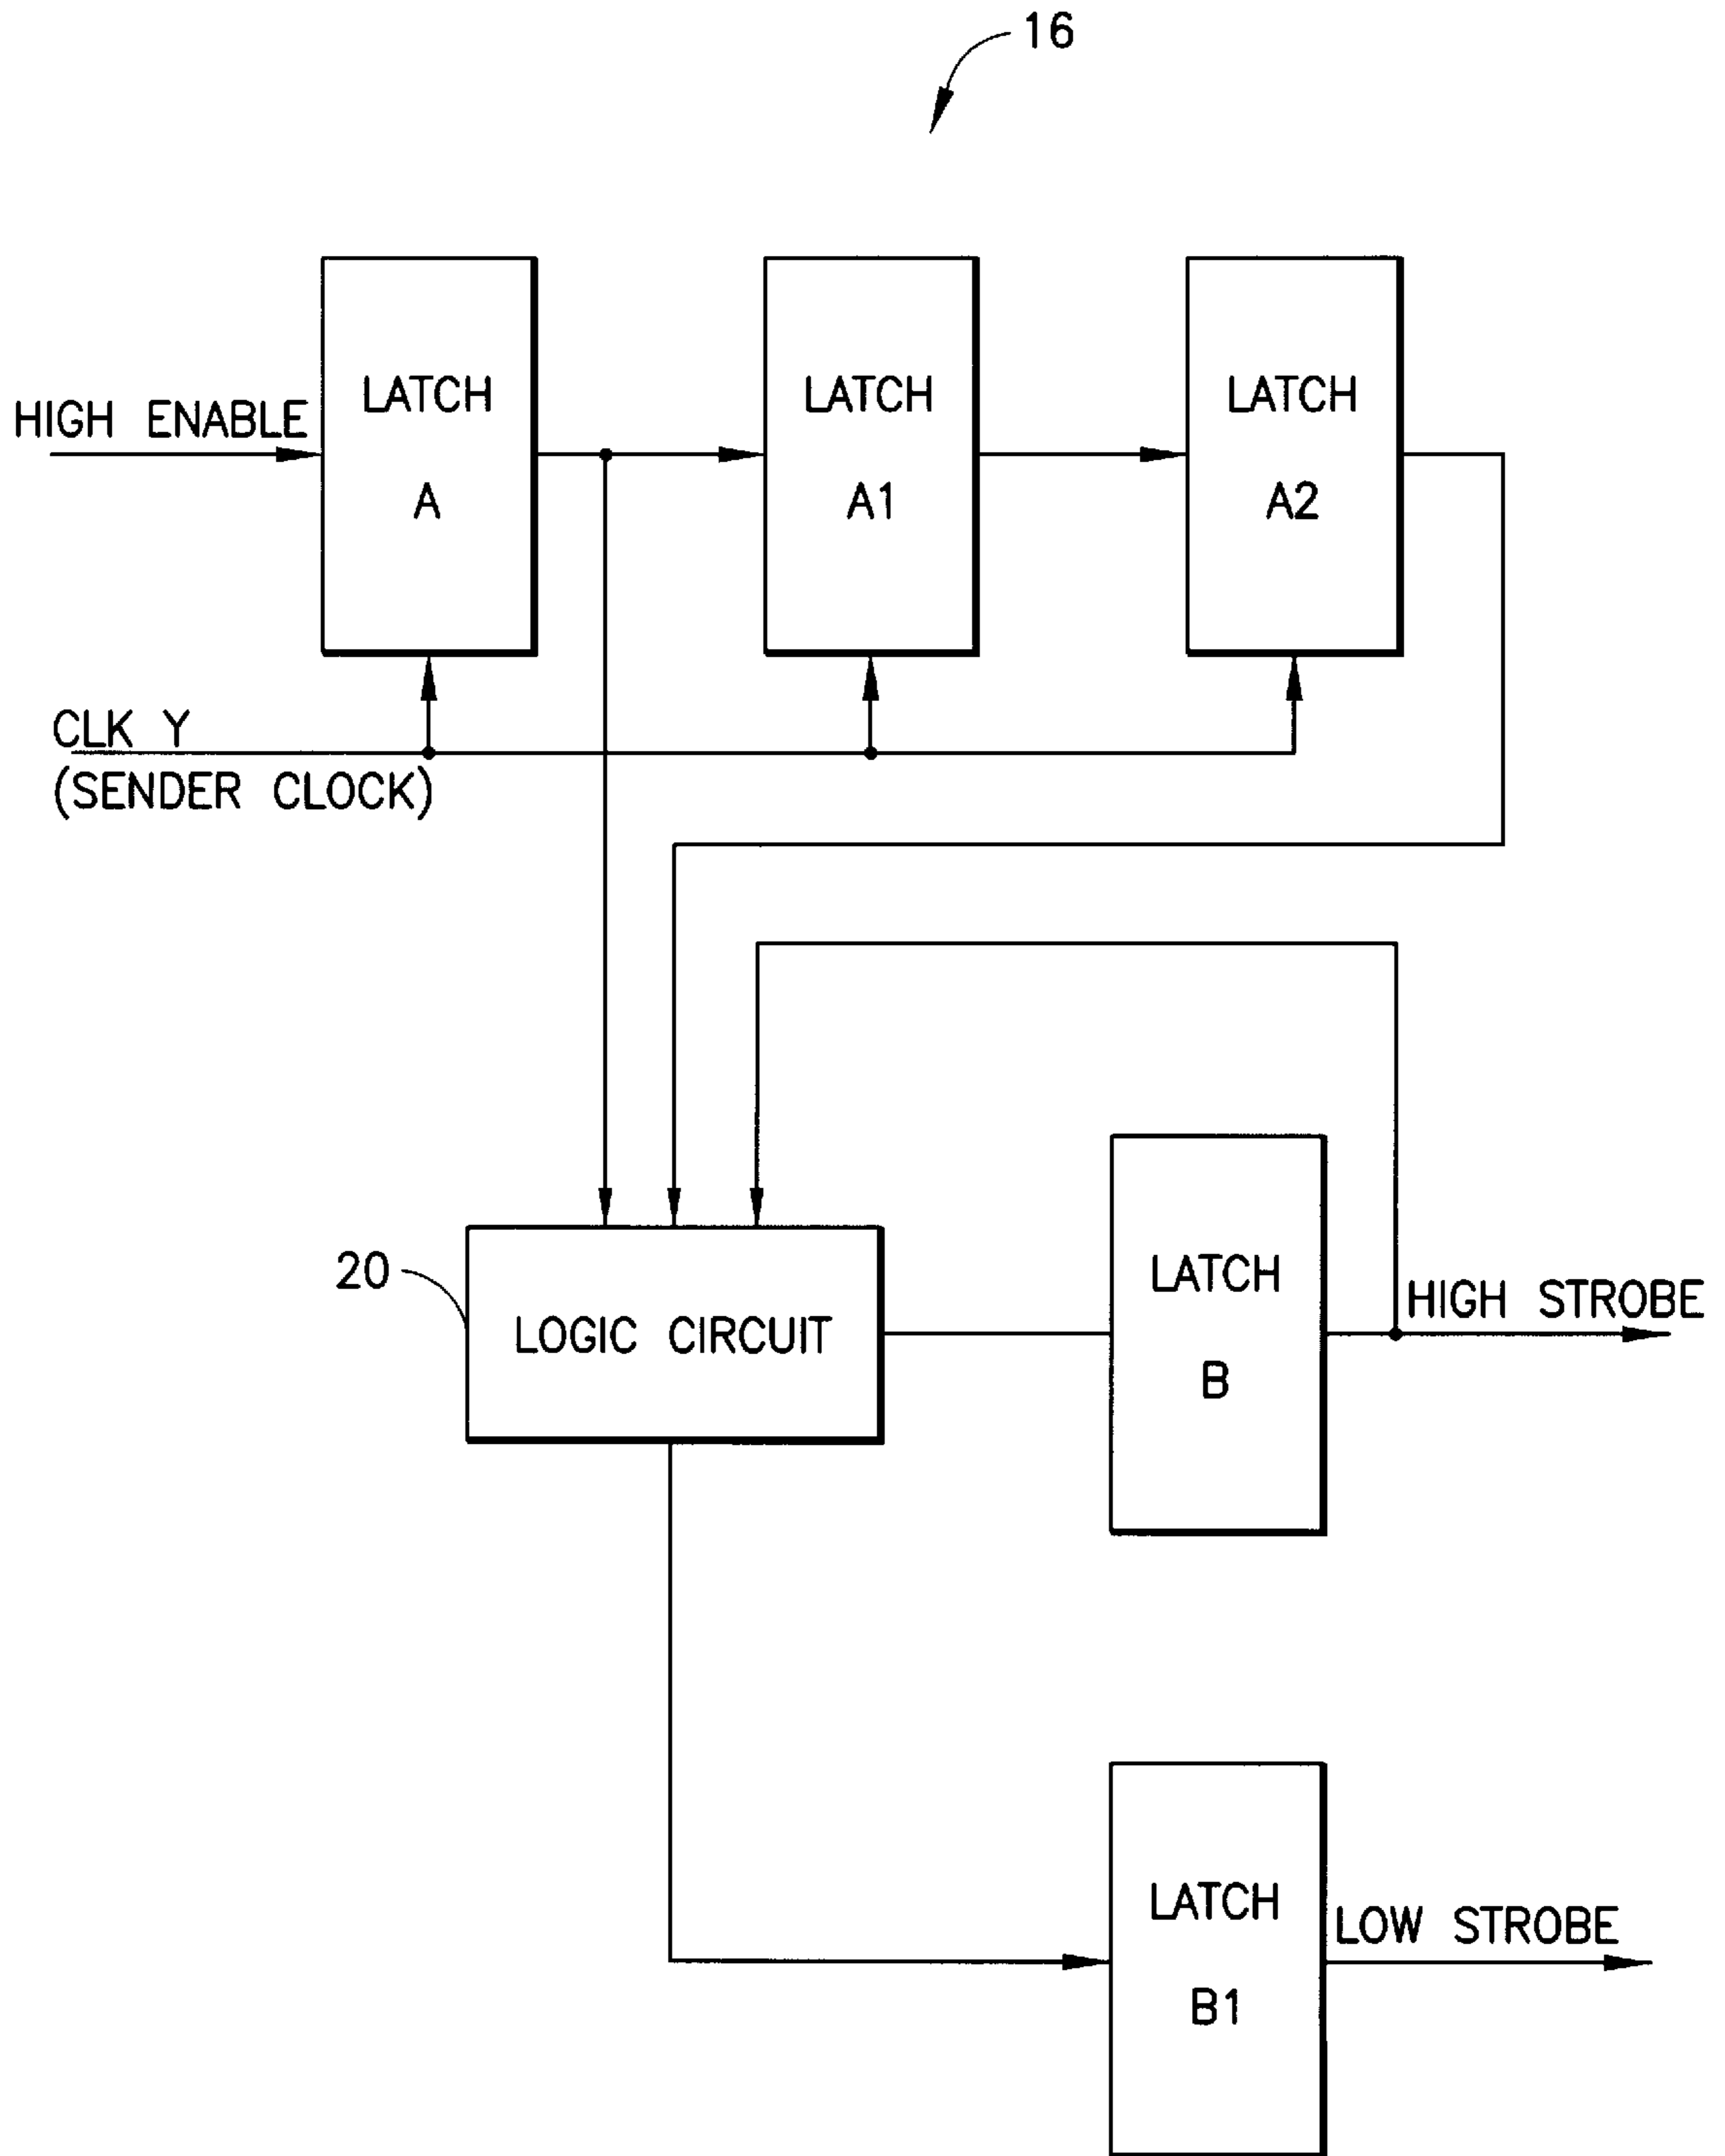 16
LATCH
A
LATCH
A1
LATCH
A2
HIGH ENABLE
CLK Y
(SENDER CLOCK)
20
LOGIC CIRCUIT
LATCH
B
HIGH STROBE
LATCH
B1
LOW STROBE